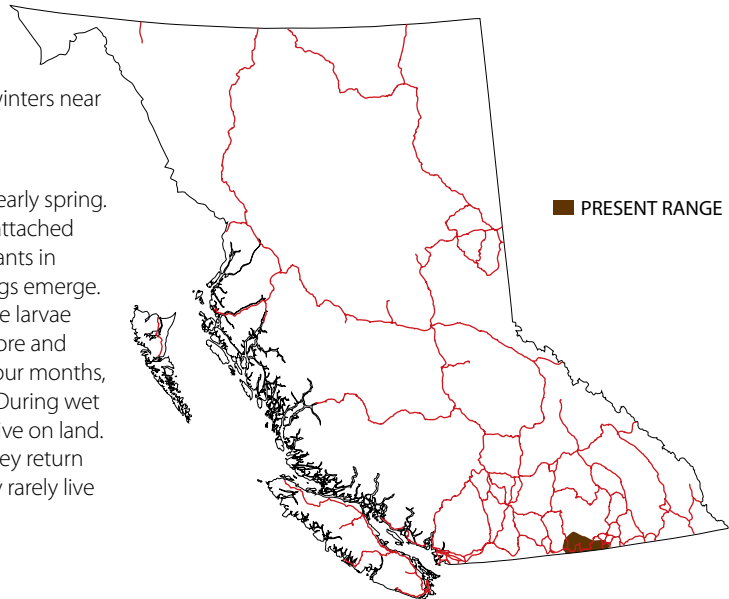 winters near
early spring.
attached
ants in
gs emerge.
e larvae
ore and
our months,
During wet
ive on land.
ey return
y rarely live
PRESENT RANGE